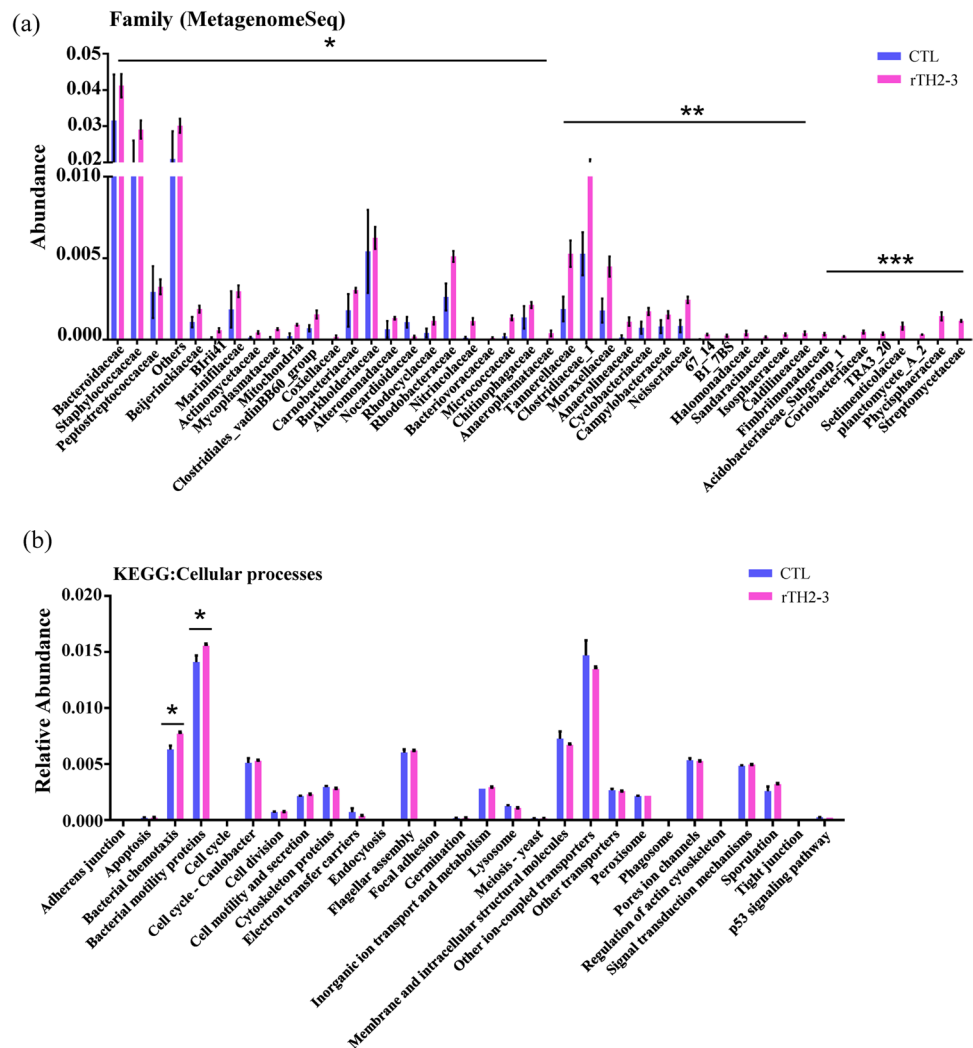 (a)
Family (MetagenomeSeq)
*
CTL
rTH2-3
**
***
Abundance
0.05
0.04
0.03
0.02
0.010
0.005
0.000
Bacteroidaceae
Staphylococcaceae
Peptostreptococcaceae
Others
Beijerinckiaceae
BIrii41
Marinifilaceae
Actinomycetaceae
Mycoplasmataceae
Mitochondria
Clostridiales_vadinBB60_group
Coxiellaceae
Carnobacteriaceae
Burkholderiaceae
Alteromonadaceae
Nocardioidaceae
Rhodocyclaceae
Rhodobacteraceae
Nitrincolaceae
Bacteriovoracaceae
Micrococcaceae
Chitinophagaceae
Anaeroplasmataceae
Tannerellaceae
Clostridiaceae_1
Moraxellaceae
Anaerolineaceae
Cyclobacteriaceae
Campylobacteraceae
Neisseriaceae
67_14
B1_7BS
Halomonadaceae
Sandaracinaceae
Isosphaeraceae
Caldilineaceae
Fimbriimonadaceae
Acidobacteriaceae_Subgroup_1
Coriobacteriaceae
TRA3_20
Sedimenticolaceae
planctomycete_A_2
Phycisphaeraceae
Streptomycetaceae
(b)
KEGG:Cellular processes
CTL
rTH2-3
*
*
Relative Abundance
0.020
0.015
0.010
0.005
0.000
Adherens junction
Apoptosis
Bacterial chemotaxis
Bacterial motility proteins
Cell cycle
Cell cycle - Caulobacter
Cell division
Cell motility and secretion
Cytoskeleton proteins
Electron transfer carriers
Endocytosis
Flagellar assembly
Focal adhesion
Germination
Inorganic ion transport and metabolism
Lysosome
Meiosis - yeast
Membrane and intracellular structural molecules
Other ion-coupled transporters
Other transporters
Peroxisome
Phagosome
Pores ion channels
Regulation of actin cytoskeleton
Signal transduction mechanisms
Sporulation
Tight junction
p53 signaling pathway